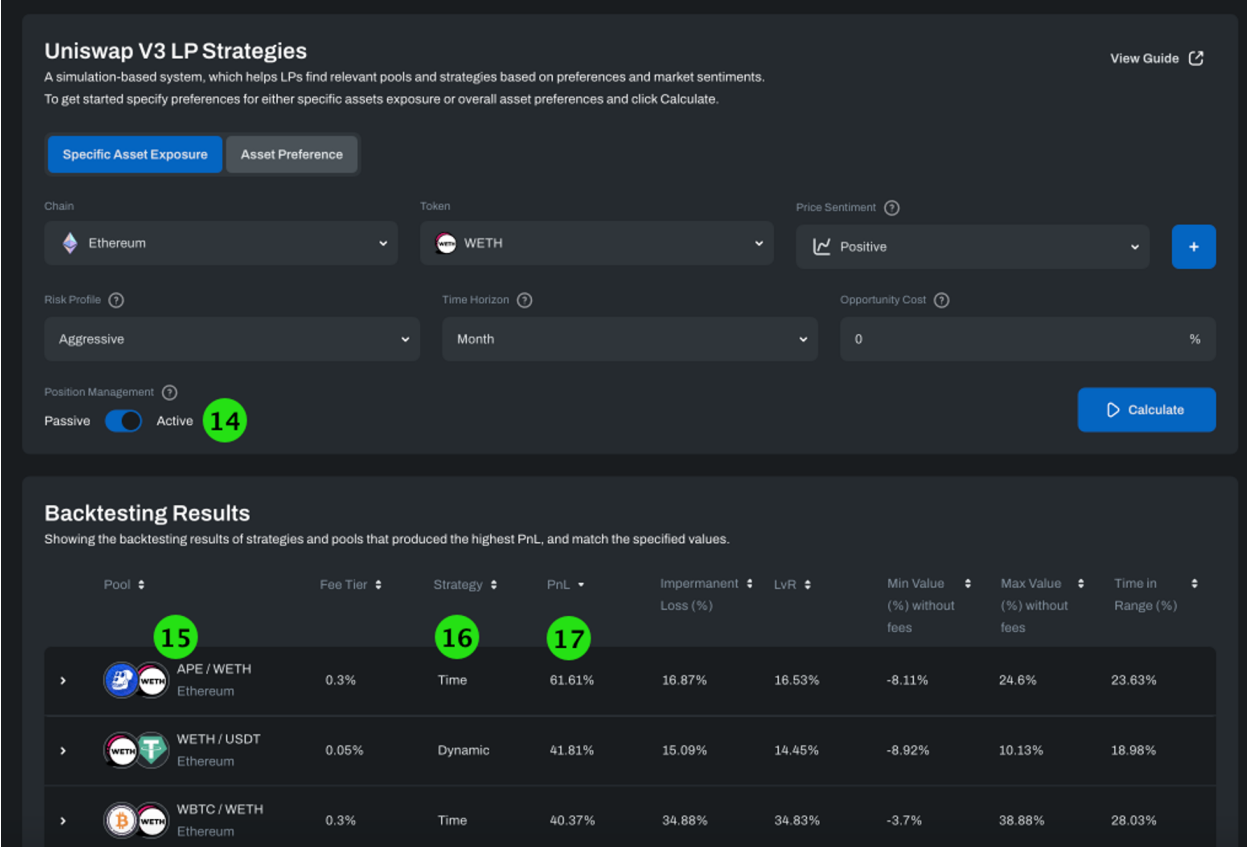 Uniswap V3 LP Strategies
View Guide
A simulation-based system, which helps LPs find relevant pools and strategies based on preferences and market sentiments.
To get started specify preferences for either specific assets exposure or overall asset preferences and click Calculate.
Specific Asset Exposure Asset Preference
Chain Token Price Sentiment ?
Ethereum WETH WETH Positive +
Risk Profile ? Time Horizon ? Opportunity Cost ?
Aggressive Month 0 %
Position Management ?
Passive Active 14 Calculate
Backtesting Results
Showing the backtesting results of strategies and pools that produced the highest PnL, and match the specified values.
Pool Fee Tier Strategy PnL Impermanent LvR Min Value Max Value Time in
Loss (%) (%) without (%) without Range (%)
fees fees
15 16 17
APE / WETH
WETH 0.3% Time 61.61% 16.87% 16.53% -8.11% 24.6% 23.63%
Ethereum
WETH / USDT
WETH 0.05% Dynamic 41.81% 15.09% 14.45% -8.92% 10.13% 18.98%
Ethereum
WBTC / WETH
WETH 0.3% Time 40.37% 34.88% 34.83% -3.7% 38.88% 28.03%
Ethereum